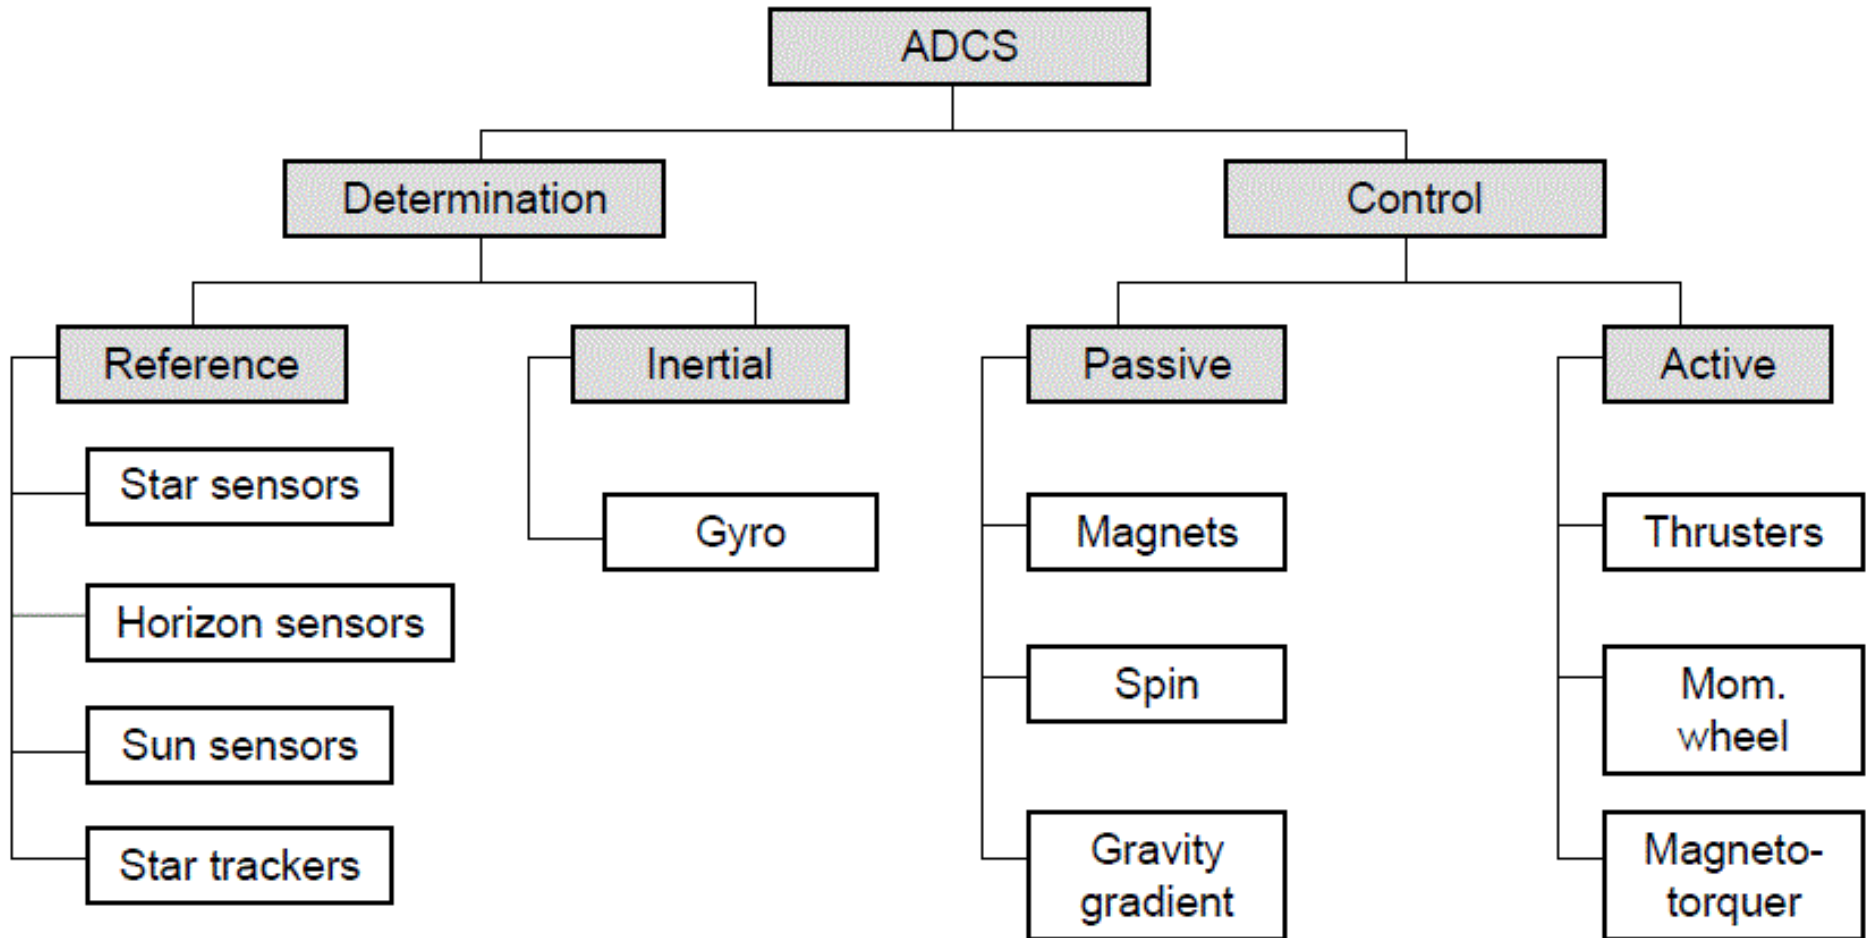 ADCS
Determination
Control
Reference
Inertial
Passive
Active
Star sensors
Gyro
Magnets
Thrusters
Horizon sensors
Spin
Mom.
wheel
Sun sensors
Star trackers
Gravity
gradient
Magneto-
torquer